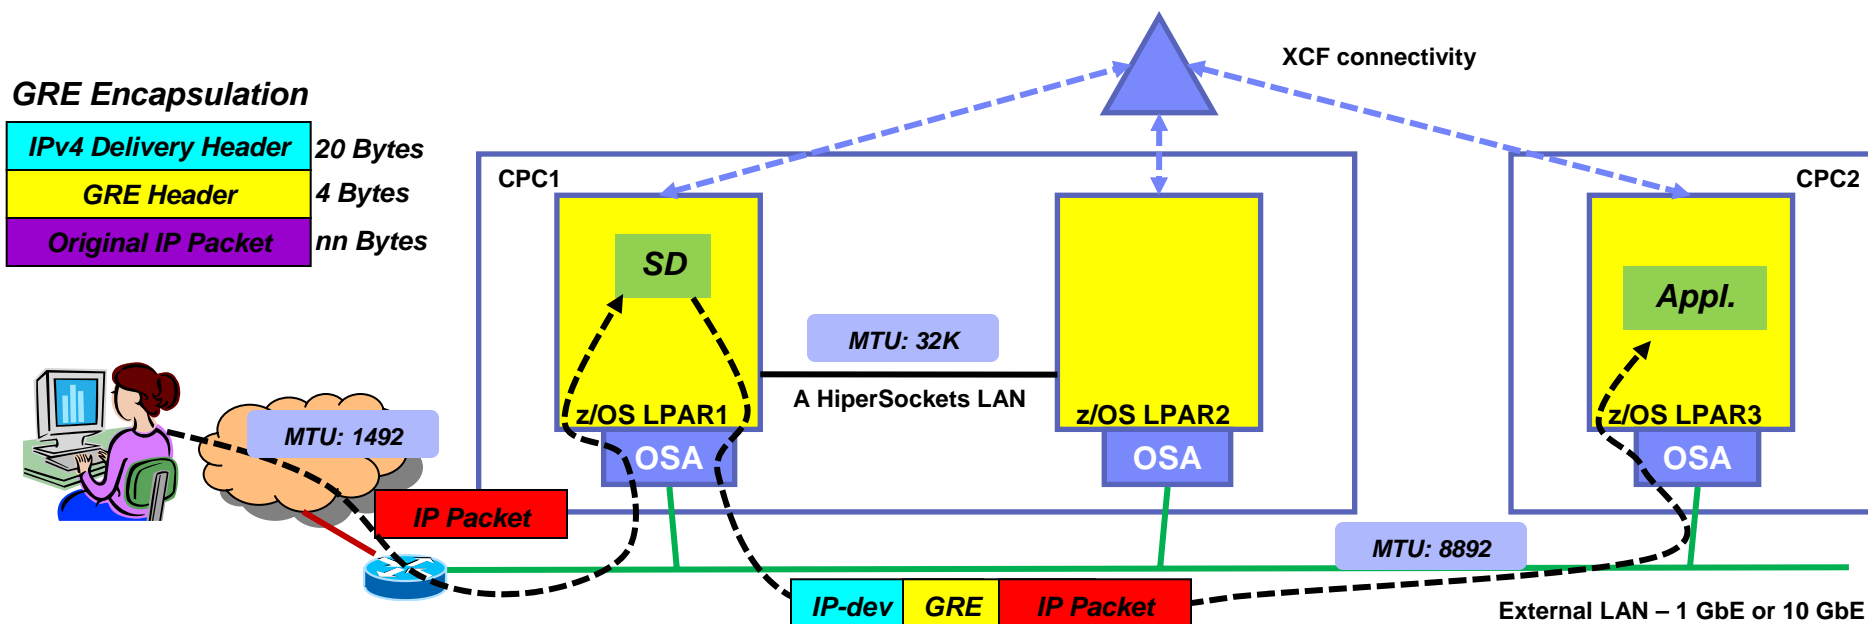 XCF connectivity
GRE Encapsulation
IPv4 Delivery Header 20 Bytes
GRE Header 4 Bytes
Original IP Packet nn Bytes
CPC1
CPC2
SD
Appl.
MTU: 32K
A HiperSockets LAN
z/OS LPAR1
z/OS LPAR2
z/OS LPAR3
MTU: 1492
OSA
OSA
OSA
IP Packet
MTU: 8892
IP-dev GRE IP Packet
External LAN – 1 GbE or 10 GbE